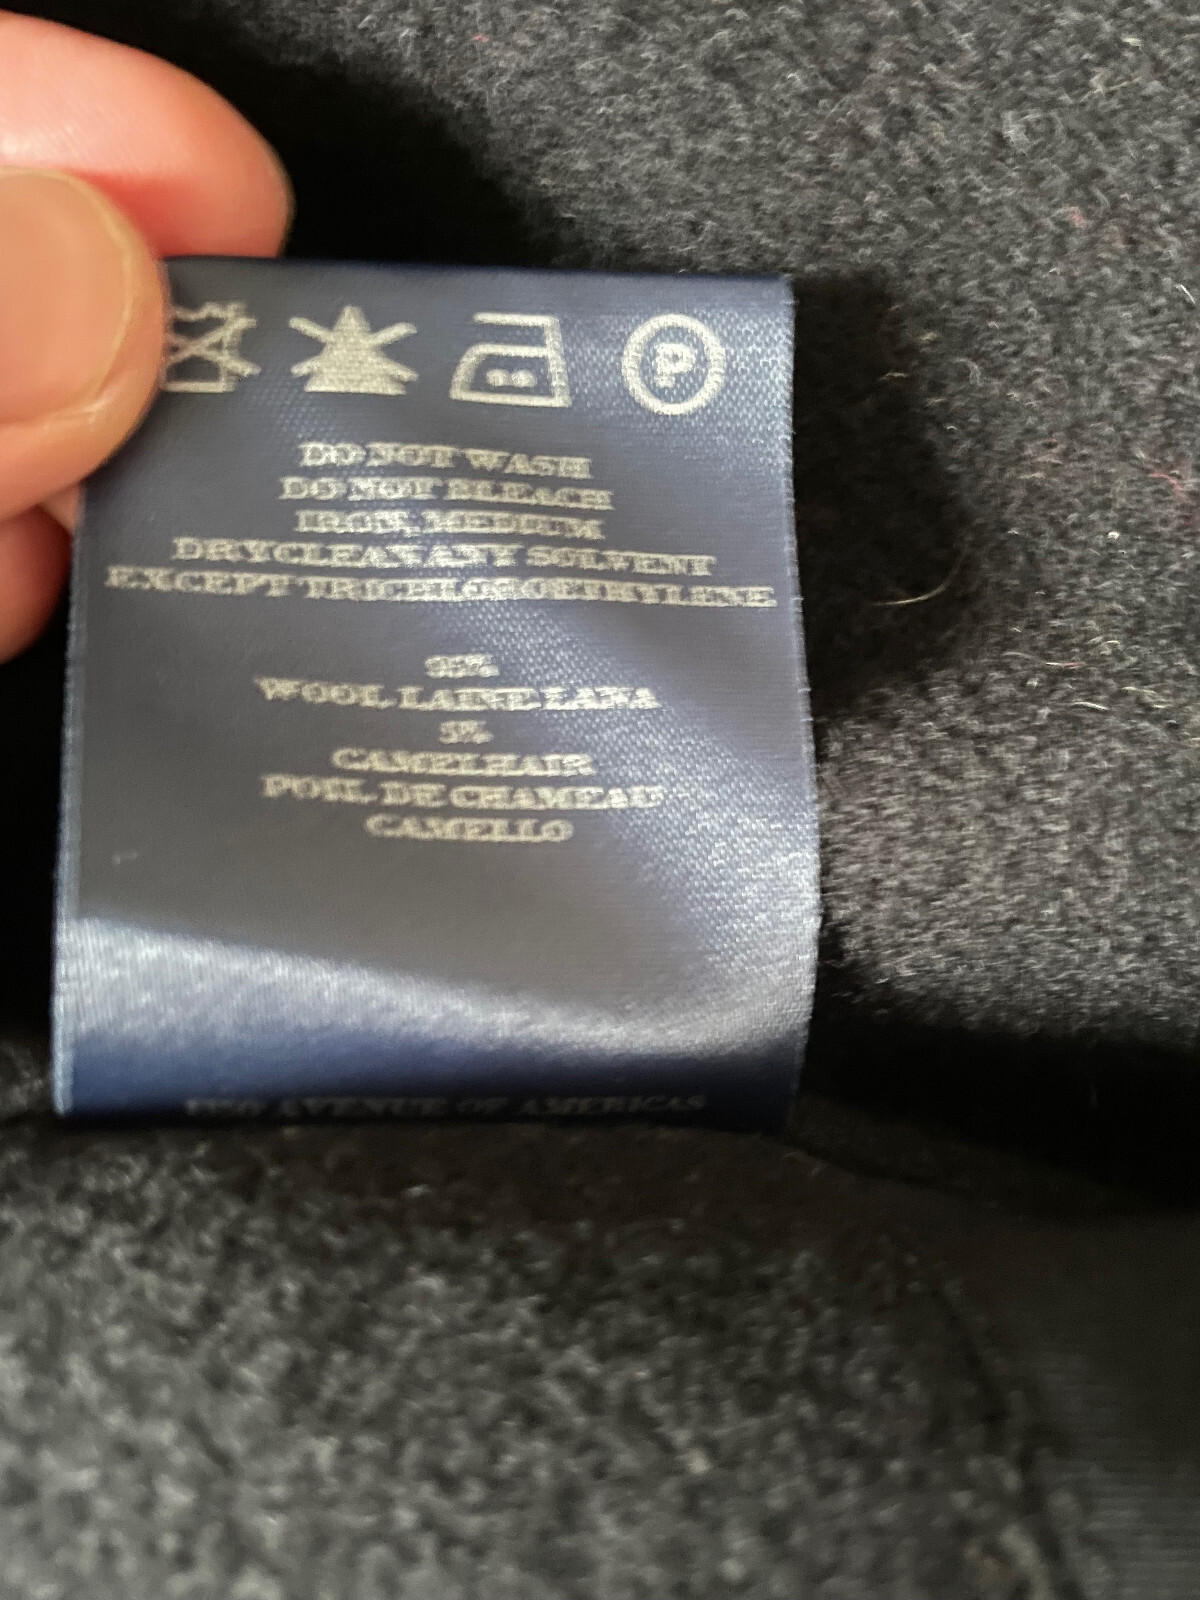 P
DO NOT WASH
DO NOT BLEACH
IRON, MEDIUM
DRYCLEAN ANY SOLVENT
EXCEPT TRICHLOROETHYLENE
95%
WOOL LAINE LANA
5%
CAMELHAIR
POIL DE CHAMEAU
CAMELLO
AVENUE OF AMERICAS